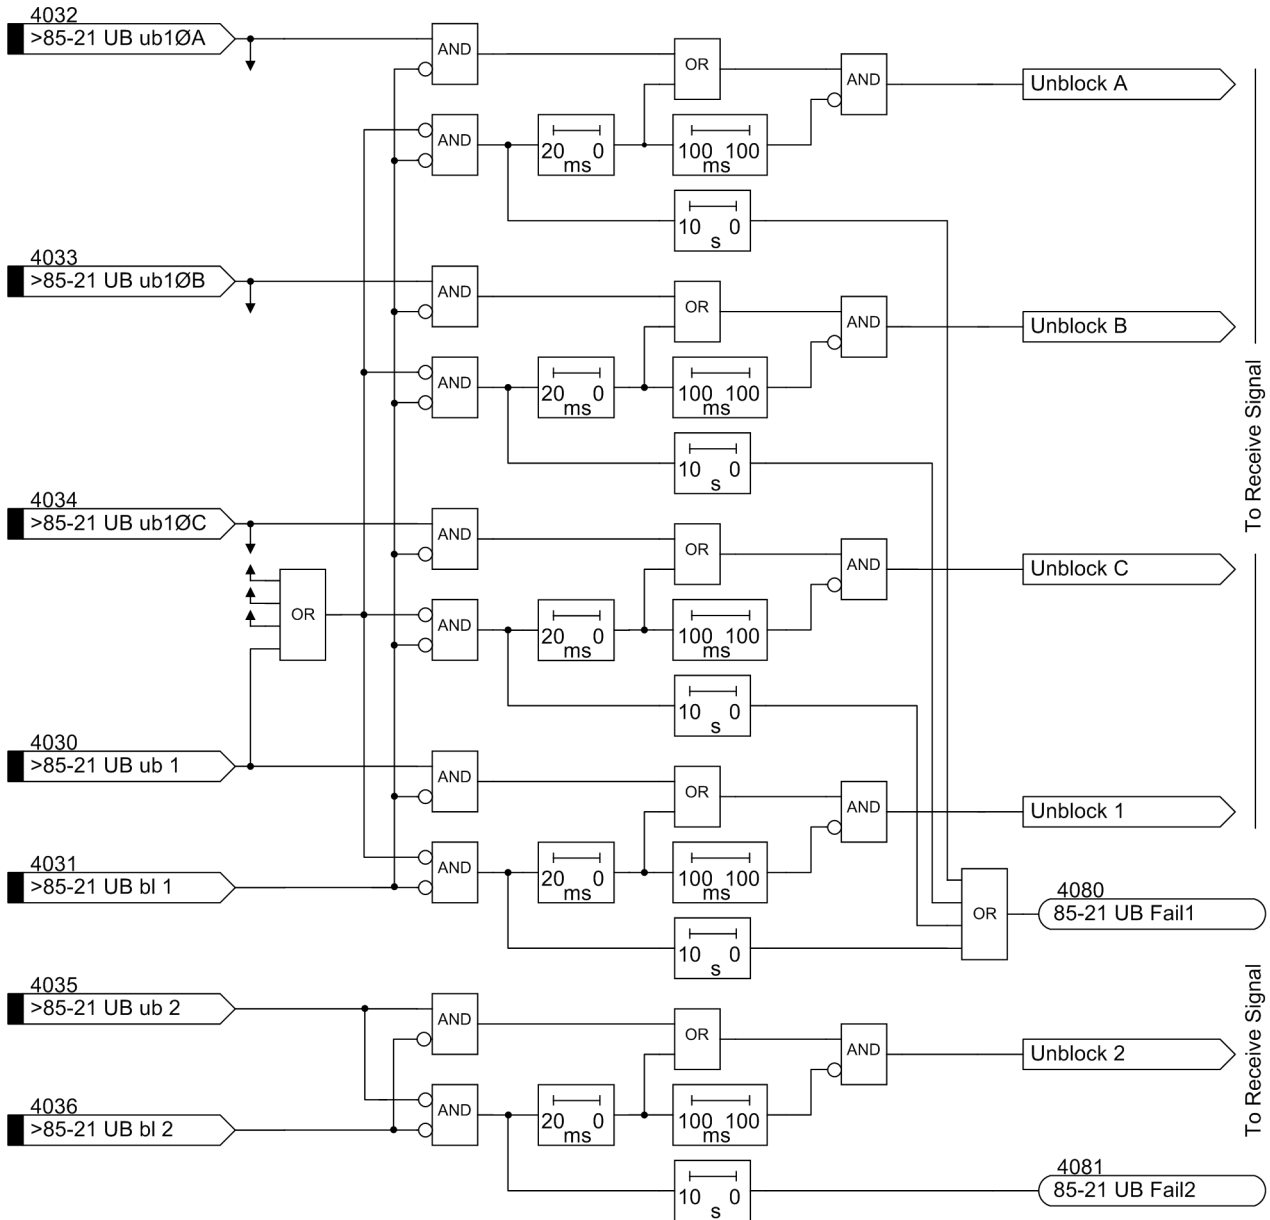 4032
>85-21 UB ub1ØA
AND
OR
AND
Unblock A
AND
20 0
ms
100 100
ms
10 0
s
4033
>85-21 UB ub1ØB
AND
OR
AND
Unblock B
AND
20 0
ms
100 100
ms
10 0
s
To Receive Signal
4034
>85-21 UB ub1ØC
AND
OR
AND
Unblock C
OR
AND
20 0
ms
100 100
ms
10 0
s
4030
>85-21 UB ub 1
AND
OR
AND
Unblock 1
4031
>85-21 UB bl 1
AND
20 0
ms
100 100
ms
10 0
s
OR
4080
85-21 UB Fail1
4035
>85-21 UB ub 2
AND
OR
AND
Unblock 2
To Receive Signal
4036
>85-21 UB bl 2
AND
20 0
ms
100 100
ms
10 0
s
4081
85-21 UB Fail2